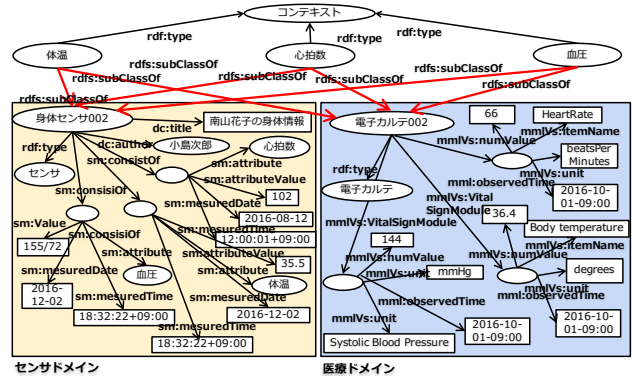 コンテキスト
rdf:type
rdf:type
rdf:type
体温
心拍数
血圧
rdfs:subClassOf
rdfs:subClassOf
rdfs:subClassOf
rdfs:subClassOf
rdfs:subClassOf
rdfs:subClassOf
身体センサ002
dc:title
南山花子の身体情報
rdf:type
dc:auth
小島次郎
心拍数
センサ
sm:consistOf
sm:attribute
sm:consisiOf
sm:attributeValue
102
sm:mesuredDate
2016-08-12
sm:Value
sm:consisiOf
sm:mesuredTime
12:00:01+09:00
155/72
sm:attribute
sm:attributeValue
35.5
sm:mesuredDate
血圧
sm:attribute
体温
2016-
12-02
sm:mesuredTime
sm:mesuredDate
2016-12-02
18:32:22+09:00
sm:mesuredTime
18:32:22+09:00
センサドメイン
電子カルテ002
66
HeartRate
mmlVs:itemName
mmlVs:numValue
beatsPer
Minutes
rdf:type
mmlVs:unit
電子カルテ
mml:observedTime
2016-10-
01-09:00
mmlVs:Vital
SignModule
36.4
mmlVs:VitalSignModule
Body temperature
144
mmlVs:itemName
mmlVs:numValue
mmlVs:numValue
mmlVs:unit
mmHg
degrees
mmlVs:unit
mml:observedTime
mml:observedTime
mmlVs:unit
2016-10-
01-09:00
2016-10-
01-09:00
Systolic Blood Pressure
医療ドメイン